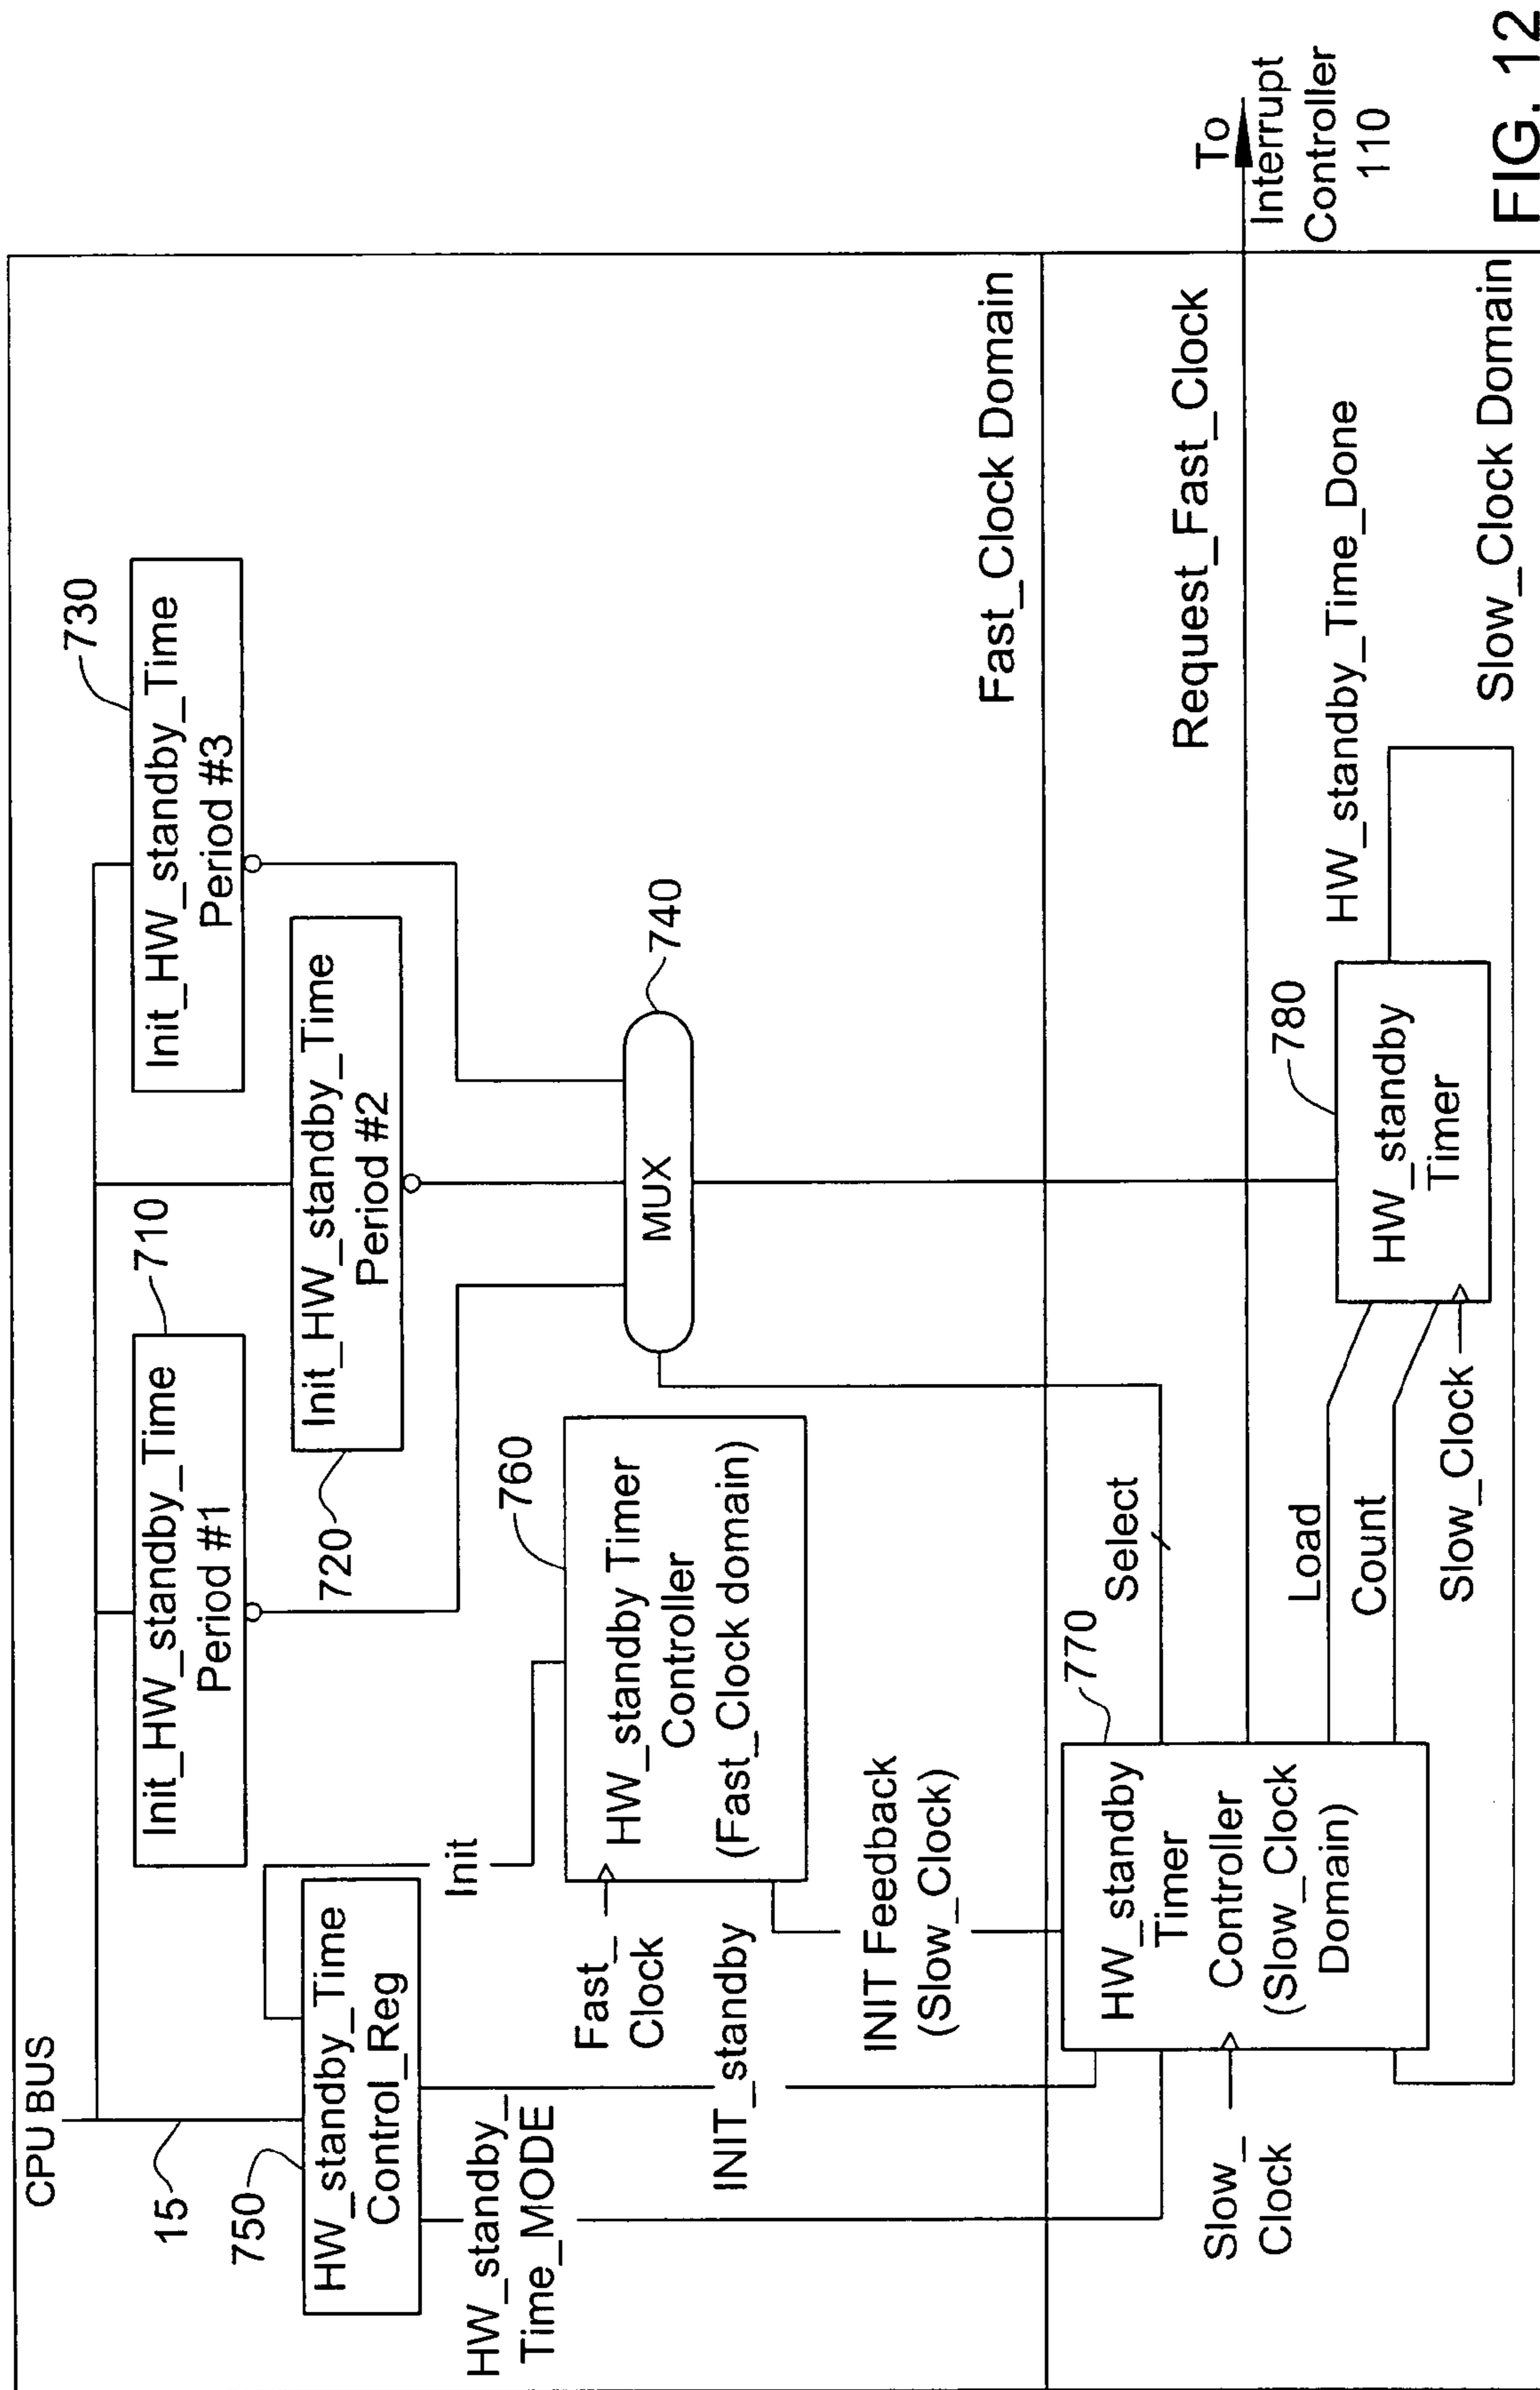 CPU BUS
15
750
HW_standby_Time
Control_Reg
710
Init_HW_standby_Time
Period #1
720
Init_HW_standby_Time
Period #2
730
Init_HW_standby_Time
Period #3
Init
HW_standby_
Time_MODE
INIT_standby
Fast_
Clock
760
HW_standby Timer
Controller
(Fast_Clock domain)
740
MUX
INIT Feedback
(Slow_Clock)
Fast_Clock Domain
770
HW_standby
Timer
Controller
(Slow_Clock
Domain)
Slow_
Clock
Select
Request_Fast_Clock
To
Interrupt
Controller
110
Load
Count
Slow_Clock
780
HW_standby
Timer
HW_standby_Time_Done
Slow_Clock Domain
FIG. 12